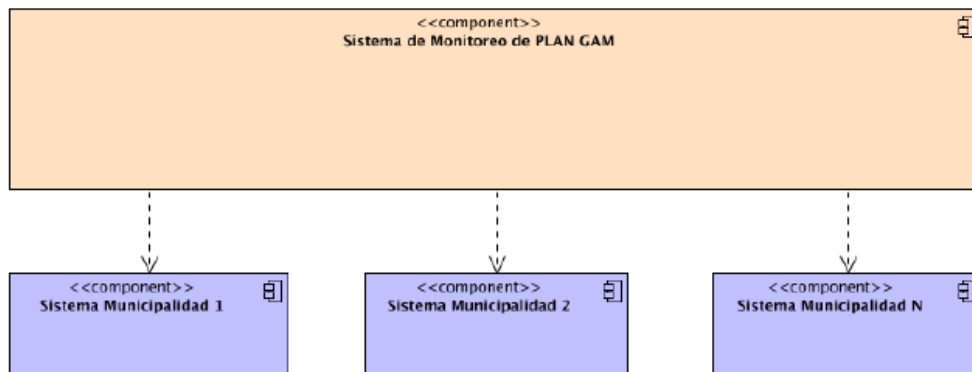 <<component>>
Sistema de Monitoreo de PLAN GAM
<<component>>
Sistema Municipalidad 1
<<component>>
Sistema Municipalidad 2
<<component>>
Sistema Municipalidad N